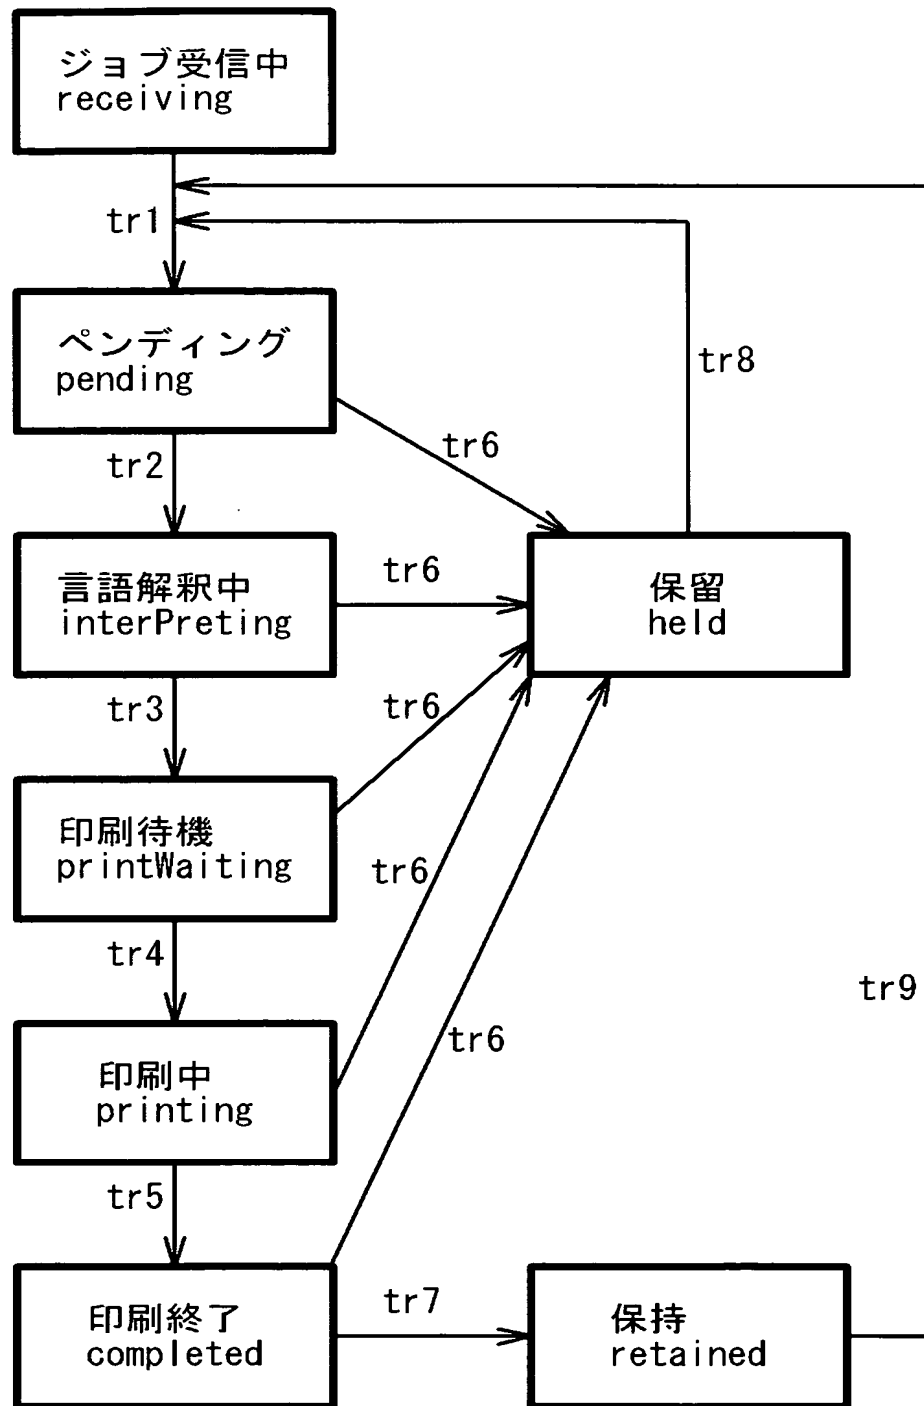 ジョブ受信中
receiving
tr1
ペンディング
pending
tr8
tr6
tr2
言語解釈中
interPreting
tr6
保留
held
tr3
tr6
印刷待機
printWaiting
tr6
tr4
tr9
tr6
印刷中
printing
tr5
印刷終了
completed
tr7
保持
retained